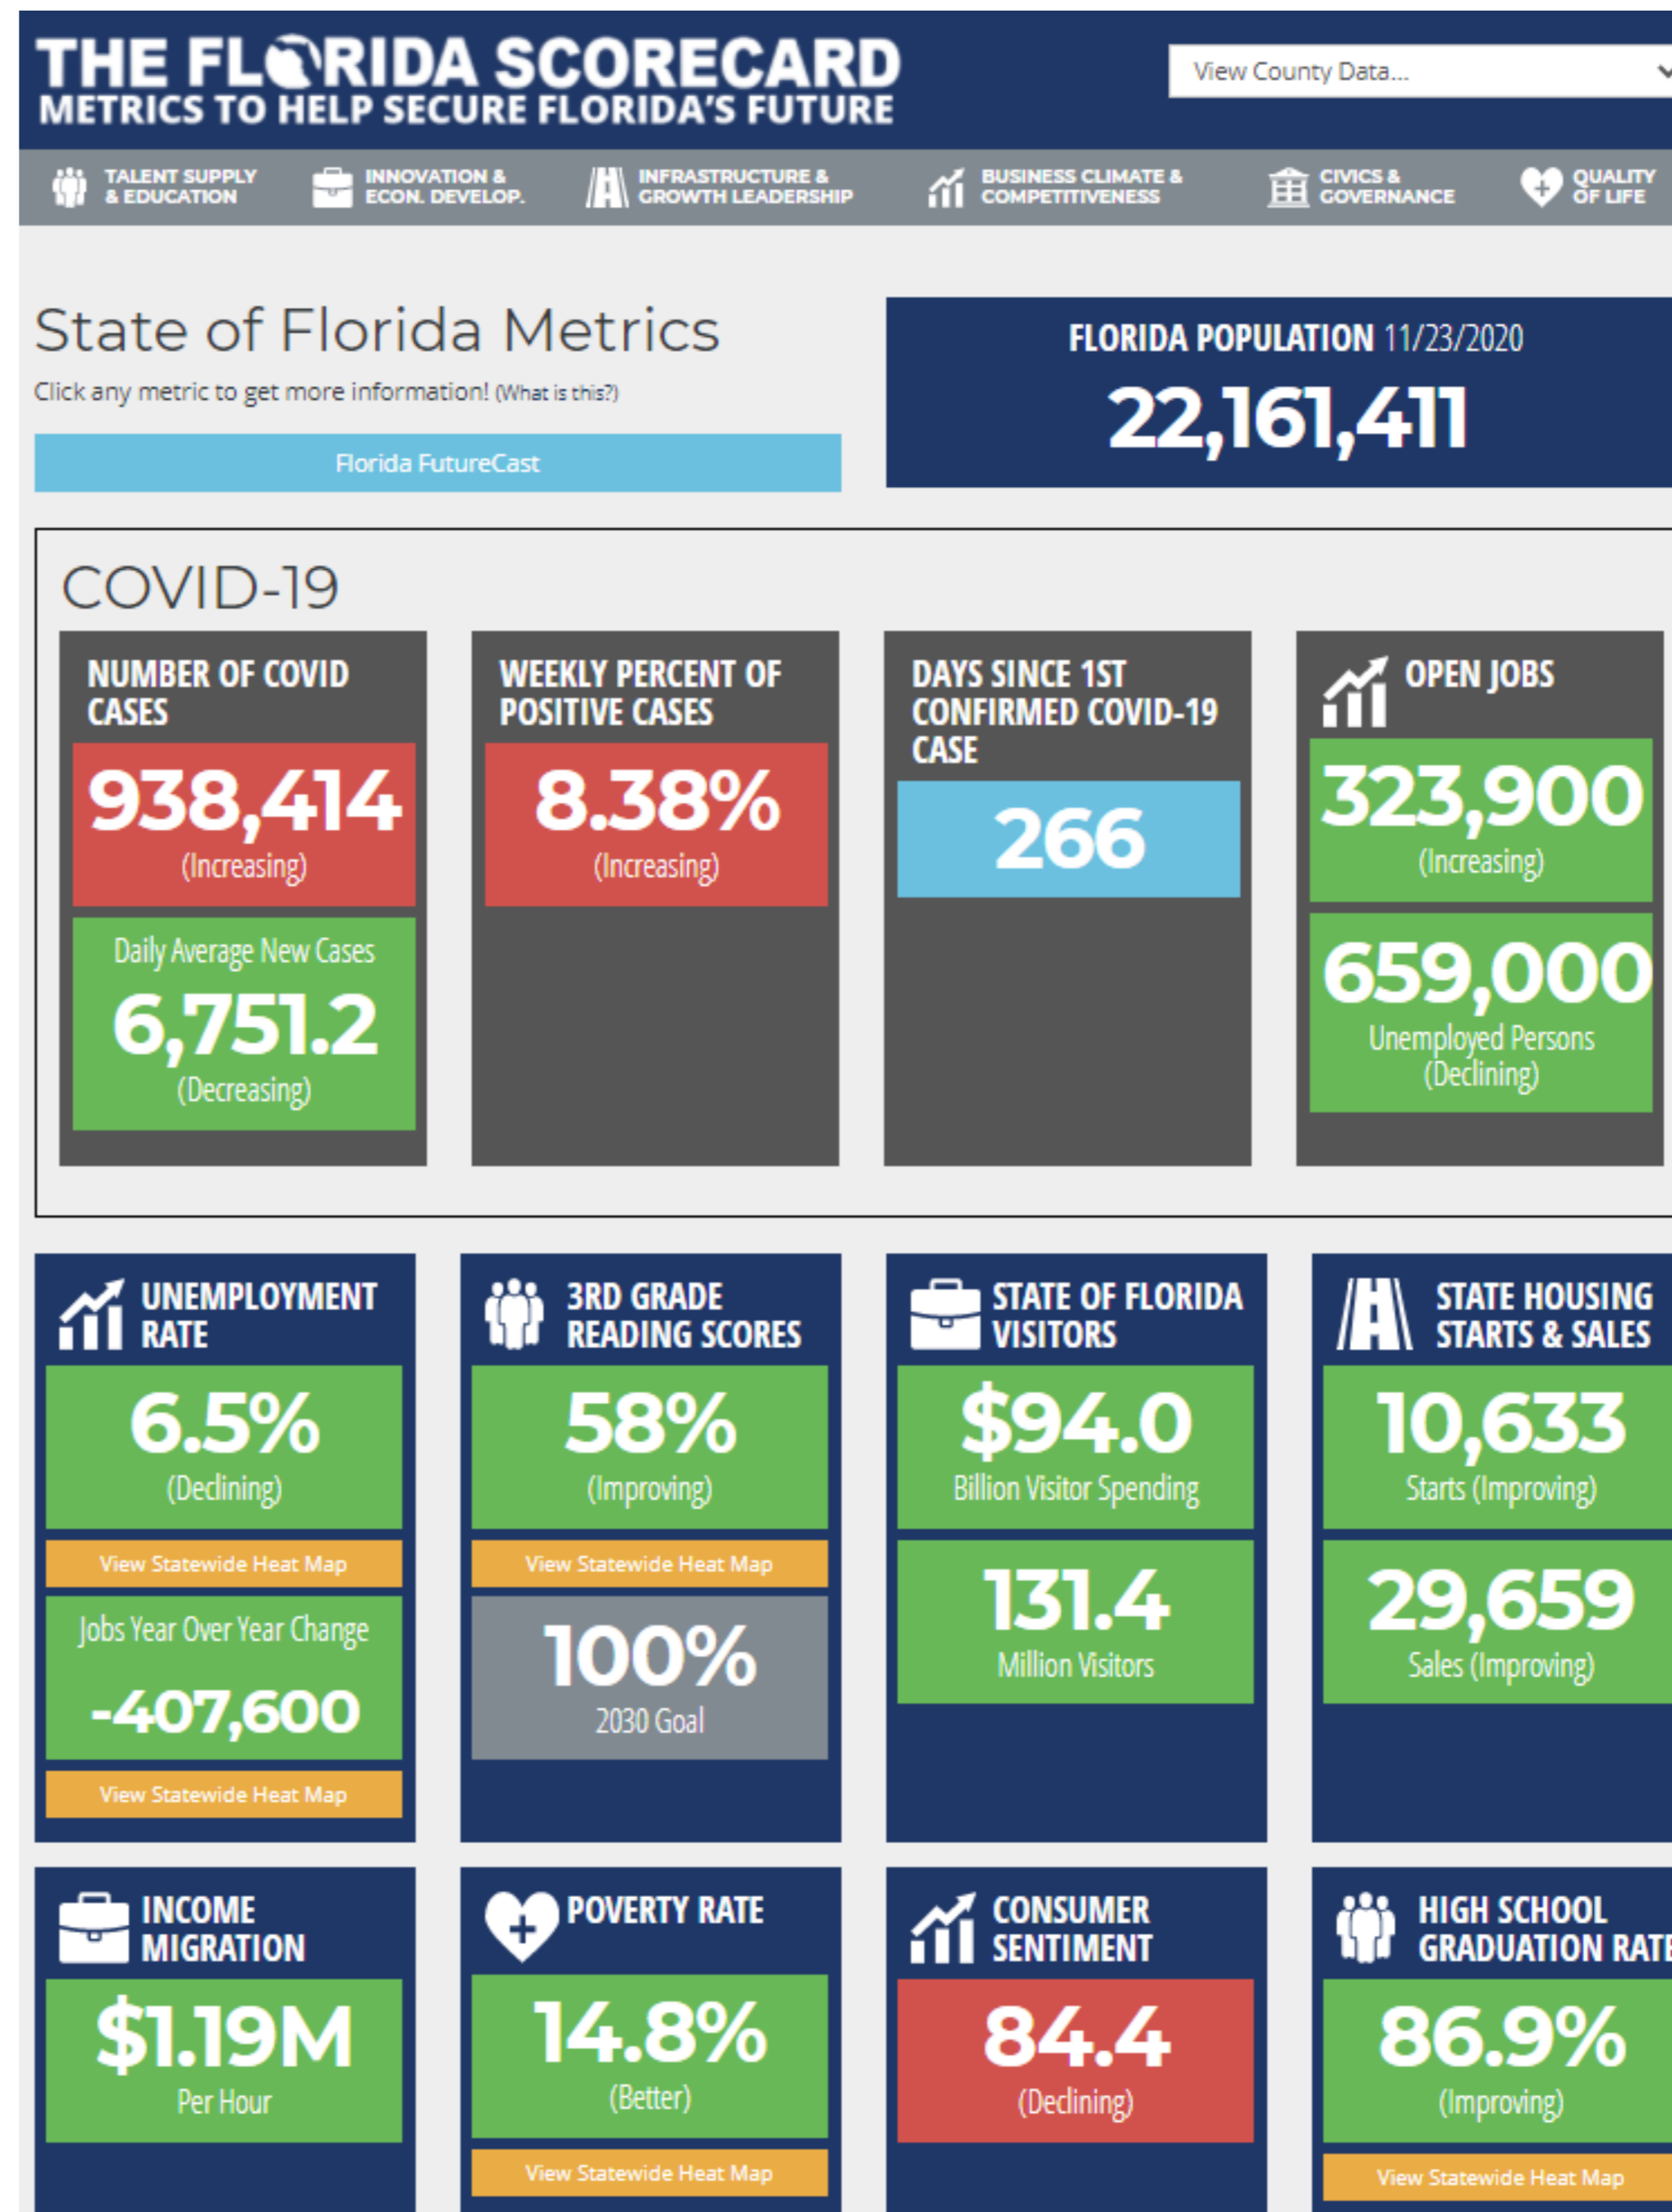 THE FLORIDA SCORECARD
METRICS TO HELP SECURE FLORIDA'S FUTURE
View County Data...
TALENT SUPPLY
& EDUCATION
INNOVATION &
ECON. DEVELOP.
INFRASTRUCTURE &
GROWTH LEADERSHIP
BUSINESS CLIMATE &
COMPETITIVENESS
CIVICS &
GOVERNANCE
QUALITY
OF LIFE
State of Florida Metrics
Click any metric to get more information! (What is this?)
Florida FutureCast
FLORIDA POPULATION 11/23/2020
22,161,411
COVID-19
NUMBER OF COVID
CASES
938,414
(Increasing)
Daily Average New Cases
6,751.2
(Decreasing)
WEEKLY PERCENT OF
POSITIVE CASES
8.38%
(Increasing)
DAYS SINCE 1ST
CONFIRMED COVID-19
CASE
266
OPEN JOBS
323,900
(Increasing)
659,000
Unemployed Persons
(Declining)
UNEMPLOYMENT
RATE
6.5%
(Declining)
View Statewide Heat Map
Jobs Year Over Year Change
-407,600
View Statewide Heat Map
3RD GRADE
READING SCORES
58%
(Improving)
View Statewide Heat Map
100%
2030 Goal
STATE OF FLORIDA
VISITORS
$94.0
Billion Visitor Spending
131.4
Million Visitors
STATE HOUSING
STARTS & SALES
10,633
Starts (Improving)
29,659
Sales (Improving)
INCOME
MIGRATION
$1.19M
Per Hour
POVERTY RATE
14.8%
(Better)
View Statewide Heat Map
CONSUMER
SENTIMENT
84.4
(Declining)
HIGH SCHOOL
GRADUATION RATE
86.9%
(Improving)
View Statewide Heat Map